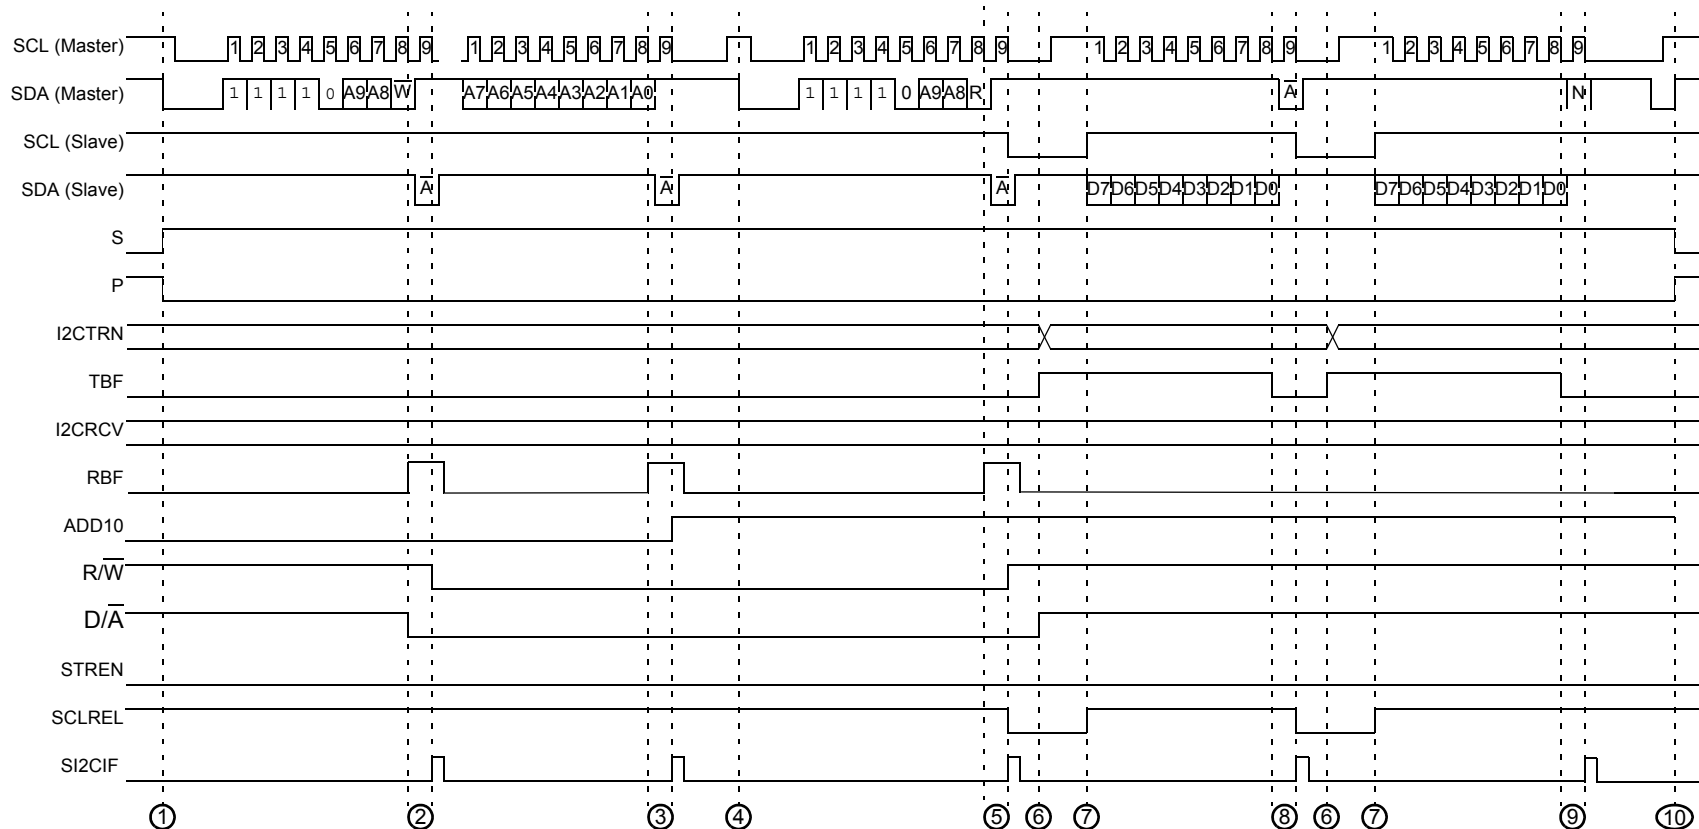 SCL (Master) 1 2 3 4 5 6 7 8 9 1 2 3 4 5 6 7 8 9 1 2 3 4 5 6 7 8 9 1 2 3 4 5 6 7 8 9 1 2 3 4 5 6 7 8 9
SDA (Master) 1 1 1 1 0 A9 A8 W̅ A7 A6 A5 A4 A3 A2 A1 A0 1 1 1 1 0 A9 A8 R A̅ N
SCL (Slave)
SDA (Slave) A̅ A̅ A̅ D7 D6 D5 D4 D3 D2 D1 D0 D7 D6 D5 D4 D3 D2 D1 D0
S
P
I2CTRN
TBF
I2CRCV
RBF
ADD10
R/W̅
D/A̅
STREN
SCLREL
SI2CIF
① ② ③ ④ ⑤ ⑥ ⑦ ⑧ ⑥ ⑦ ⑨ ⑩